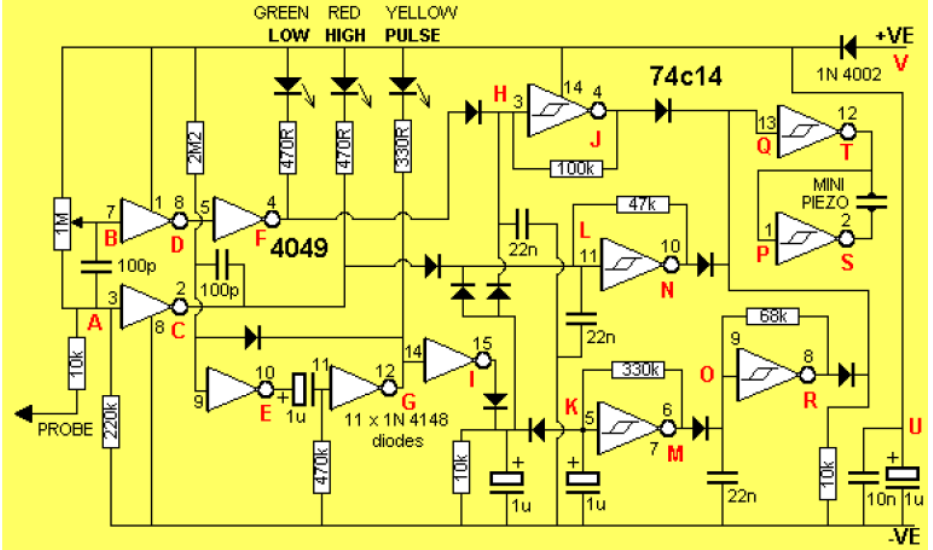 GREEN RED YELLOW
LOW HIGH PULSE
+VE
V
1N 4002
74c14
H 3 14 4
J
100k
13 12
Q T
2M2 470R 470R 330R
MINI
PIEZO
1M
7 1 8 5 4
B D F
4049
100p
100p
22n
47k
L
11 10
N
1 2
P S
A 3 2
8 C
10k
220k
PROBE
22n
68k
9 8
O R
14 15
I
9 10
E
11 12
G
+
1u
11 x 1N 4148
diodes
470k
10k
K 5 330k 6
7 M
+
1u
+
1u
22n
10k
U
10n
+
1u
-VE